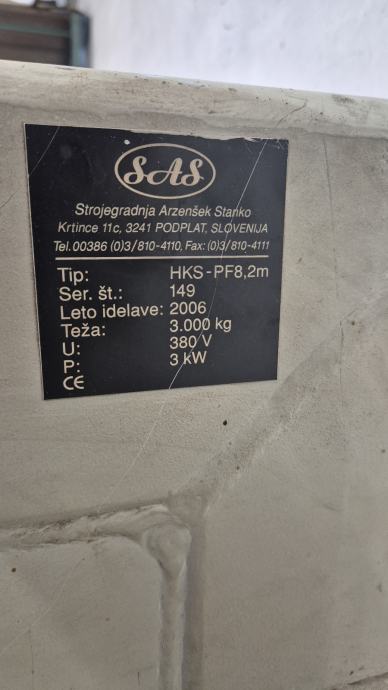 SAS
Strojegradnja Arzenšek Stanko
Krtince 11c, 3241 PODPLAT, SLOVENIJA
Tel.00386 (0)3/810-4110, Fax: (0)3/810-4111
Tip: HKS-PF8,2m
Ser. št.: 149
Leto idelave: 2006
Teža: 3.000 kg
U: 380 V
P: 3 kW
CE